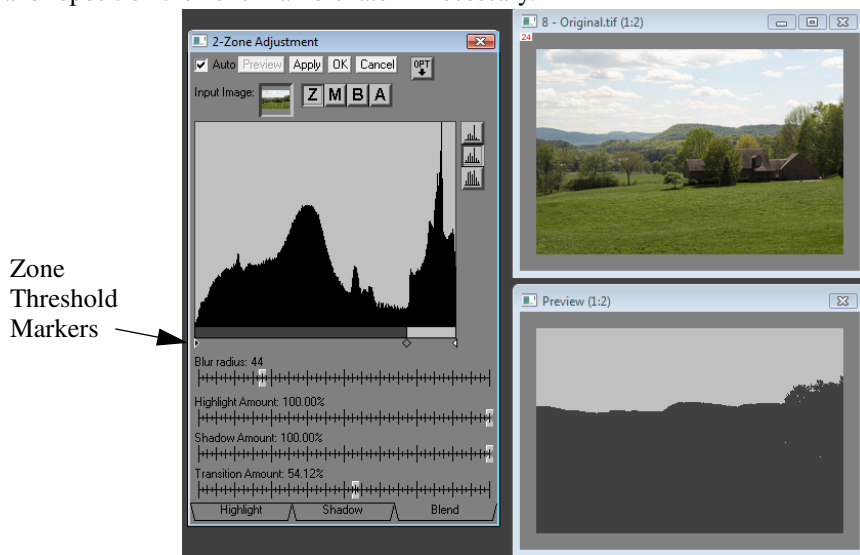 8 - Original.tif (1:2)
24
2-Zone Adjustment
Auto Preview Apply OK Cancel OPT
Input Image: Z M B A
Zone
Threshold
Markers
Blur radius: 44
Highlight Amount: 100.00%
Shadow Amount: 100.00%
Transition Amount: 54.12%
Highlight Shadow Blend
Preview (1:2)